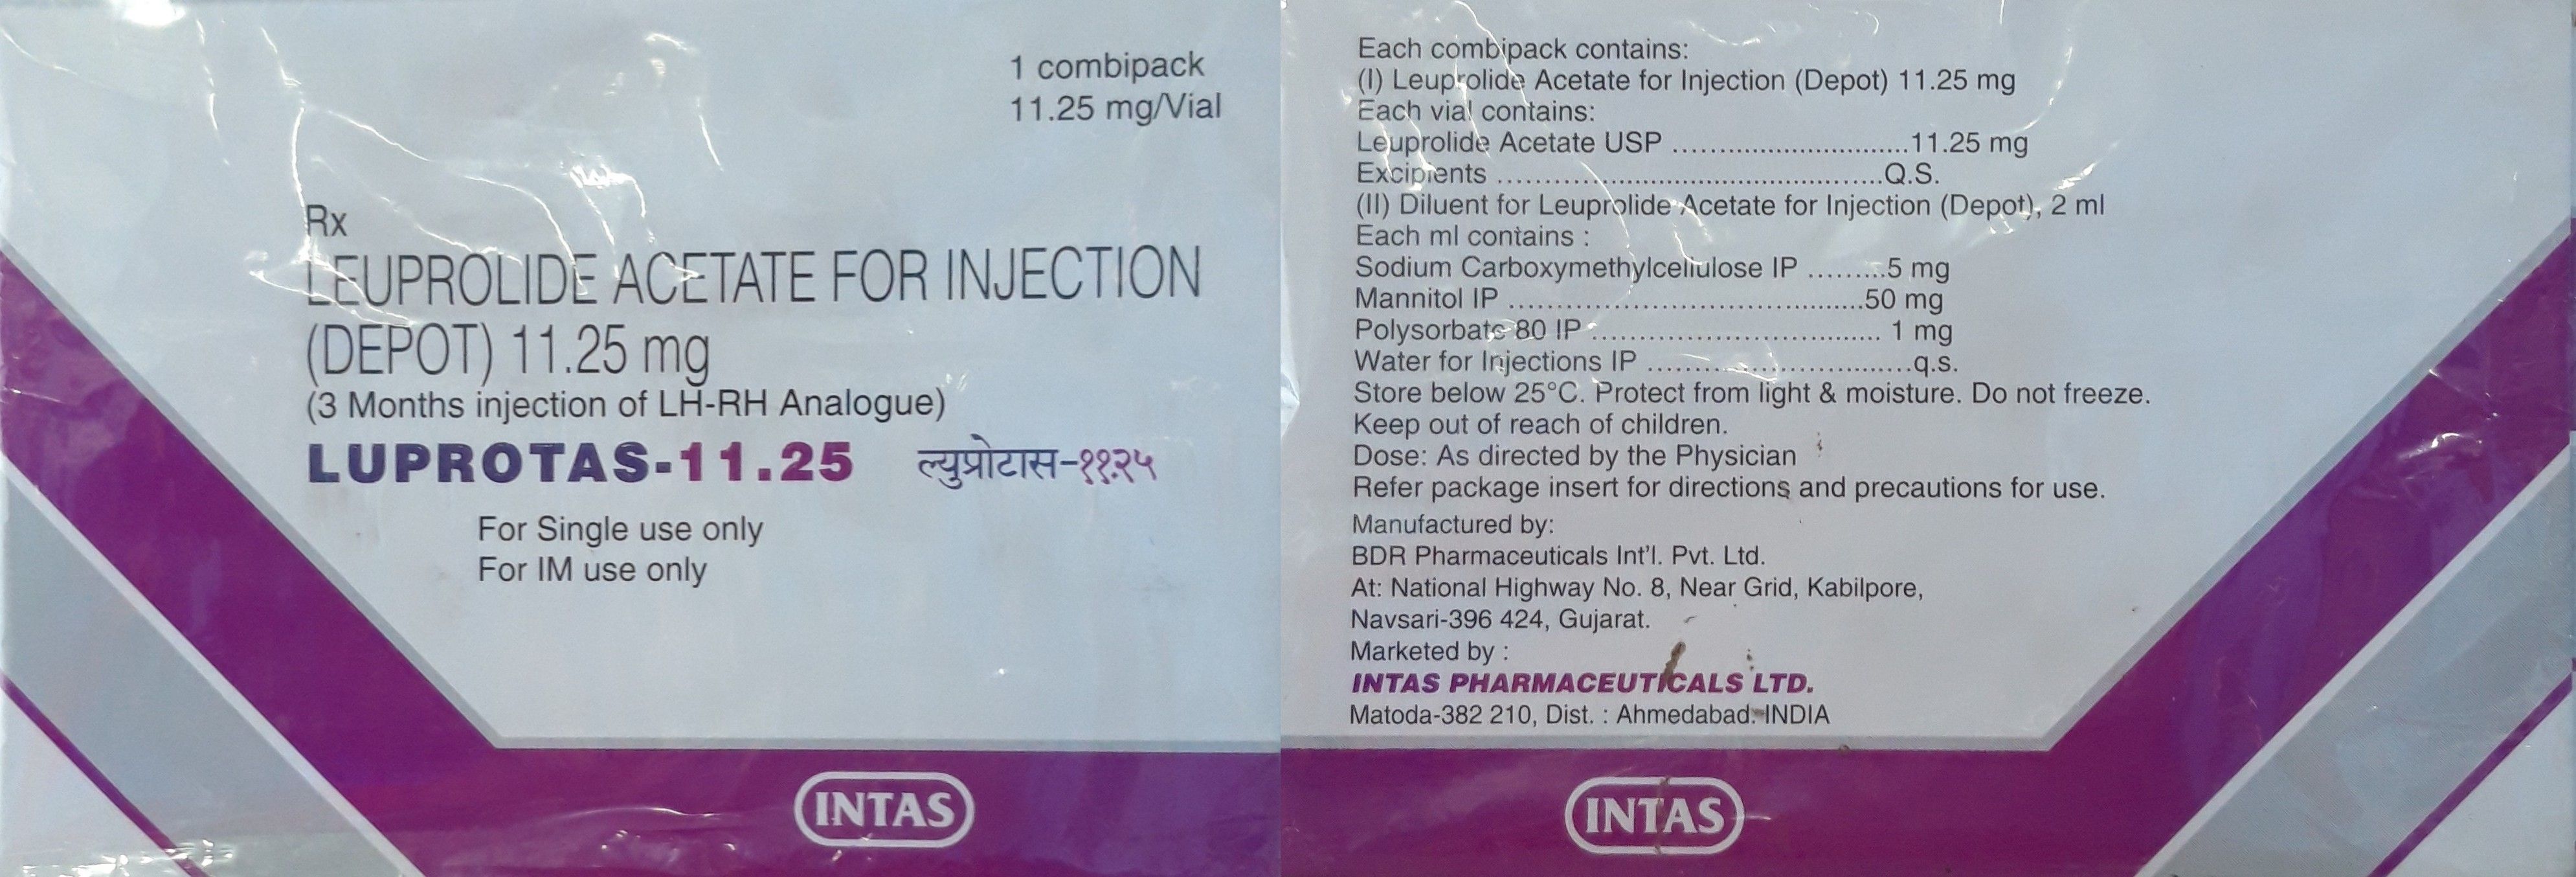 1 combipack
11.25 mg/Vial
Rx
LEUPROLIDE ACETATE FOR INJECTION
(DEPOT) 11.25 mg
(3 Months injection of LH-RH Analogue)
LUPROTAS-11.25 ल्युप्रोटास-११.२५
For Single use only
For IM use only
INTAS
Each combipack contains:
(I) Leuprolide Acetate for Injection (Depot) 11.25 mg
Each vial contains:
Leuprolide Acetate USP ..............................11.25 mg
Excipients .................................................Q.S.
(II) Diluent for Leuprolide Acetate for Injection (Depot), 2 ml
Each ml contains :
Sodium Carboxymethylcellulose IP ..........5 mg
Mannitol IP .............................................50 mg
Polysorbate 80 IP ..................................... 1 mg
Water for Injections IP ..................................q.s.
Store below 25°C. Protect from light & moisture. Do not freeze.
Keep out of reach of children.
Dose: As directed by the Physician
Refer package insert for directions and precautions for use.
Manufactured by:
BDR Pharmaceuticals Int'l. Pvt. Ltd.
At: National Highway No. 8, Near Grid, Kabilpore,
Navsari-396 424, Gujarat.
Marketed by :
INTAS PHARMACEUTICALS LTD.
Matoda-382 210, Dist. : Ahmedabad. INDIA
INTAS